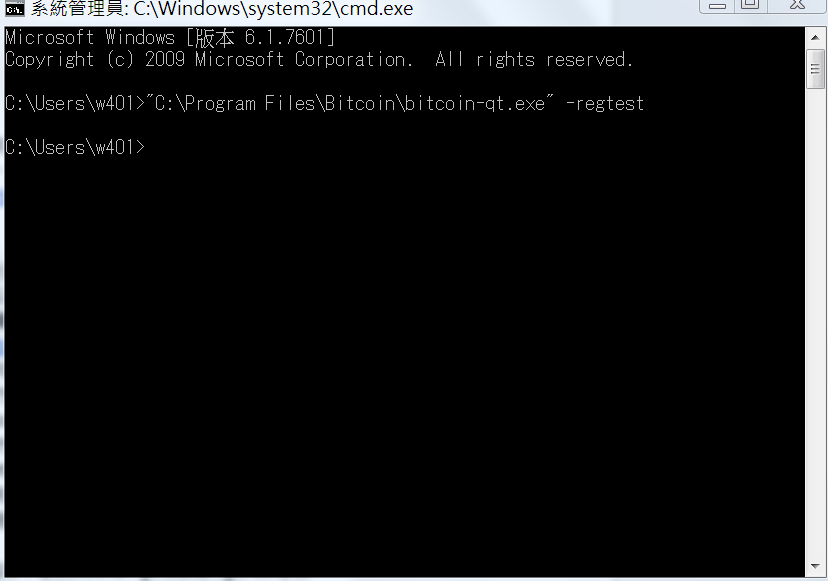 系統管理員: C:\Windows\system32\cmd.exe
Microsoft Windows [版本 6.1.7601]
Copyright (c) 2009 Microsoft Corporation.  All rights reserved.
C:\Users\w401>"C:\Program Files\Bitcoin\bitcoin-qt.exe" -regtest
C:\Users\w401>